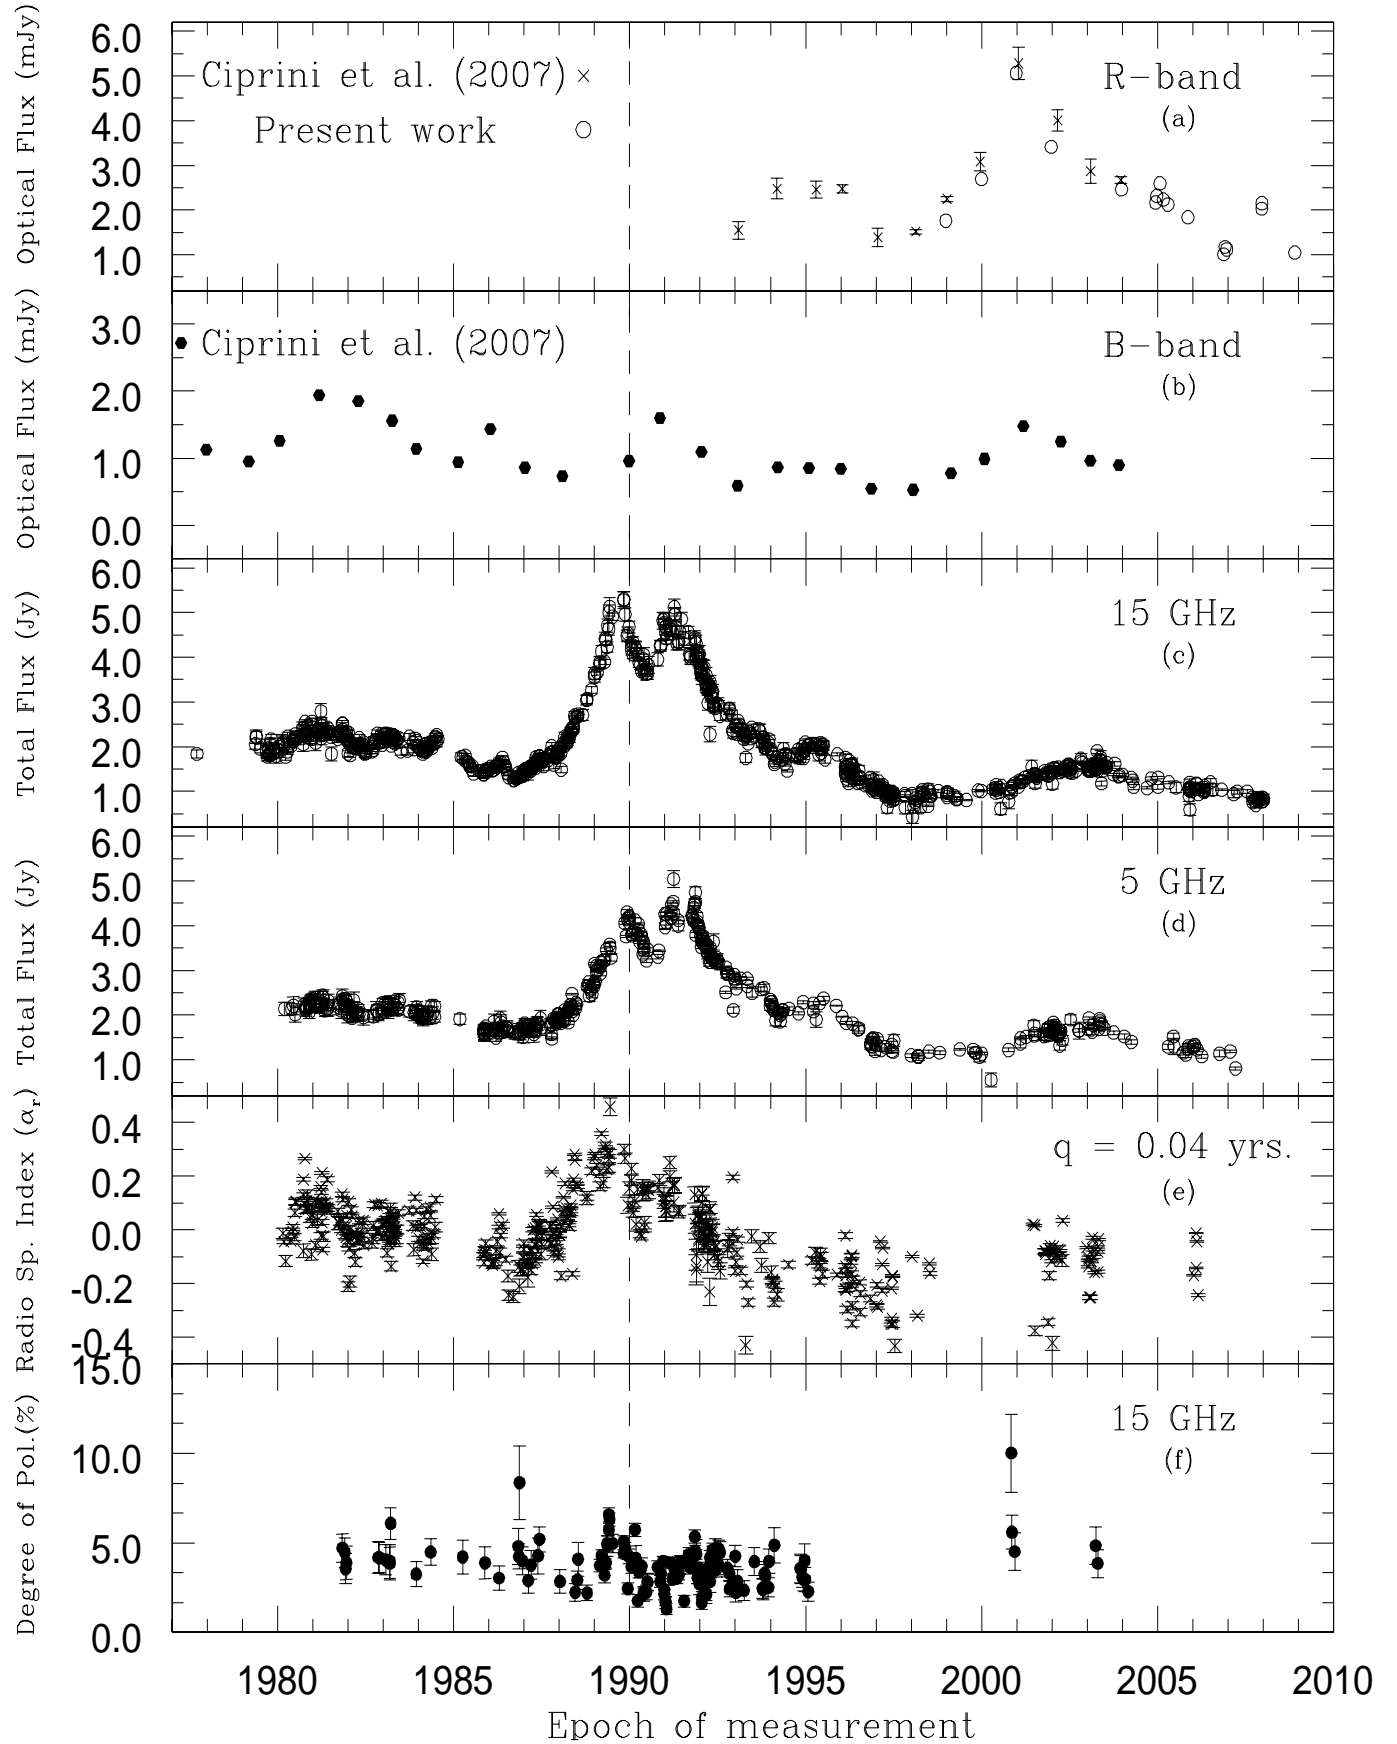 Optical Flux (mJy)
6.0
5.0
4.0
3.0
2.0
1.0
Ciprini et al. (2007) ×
Present work ○
R-band
(a)
Optical Flux (mJy)
3.0
2.0
1.0
0.0
Ciprini et al. (2007)
B-band
(b)
Total Flux (Jy)
6.0
5.0
4.0
3.0
2.0
1.0
15 GHz
(c)
Total Flux (Jy)
6.0
5.0
4.0
3.0
2.0
1.0
5 GHz
(d)
Radio Sp. Index (αr)
0.4
0.2
0.0
-0.2
-0.4
q = 0.04 yrs.
(e)
Degree of Pol.(%)
15.0
10.0
5.0
0.0
15 GHz
(f)
1980 1985 1990 1995 2000 2005 2010
Epoch of measurement